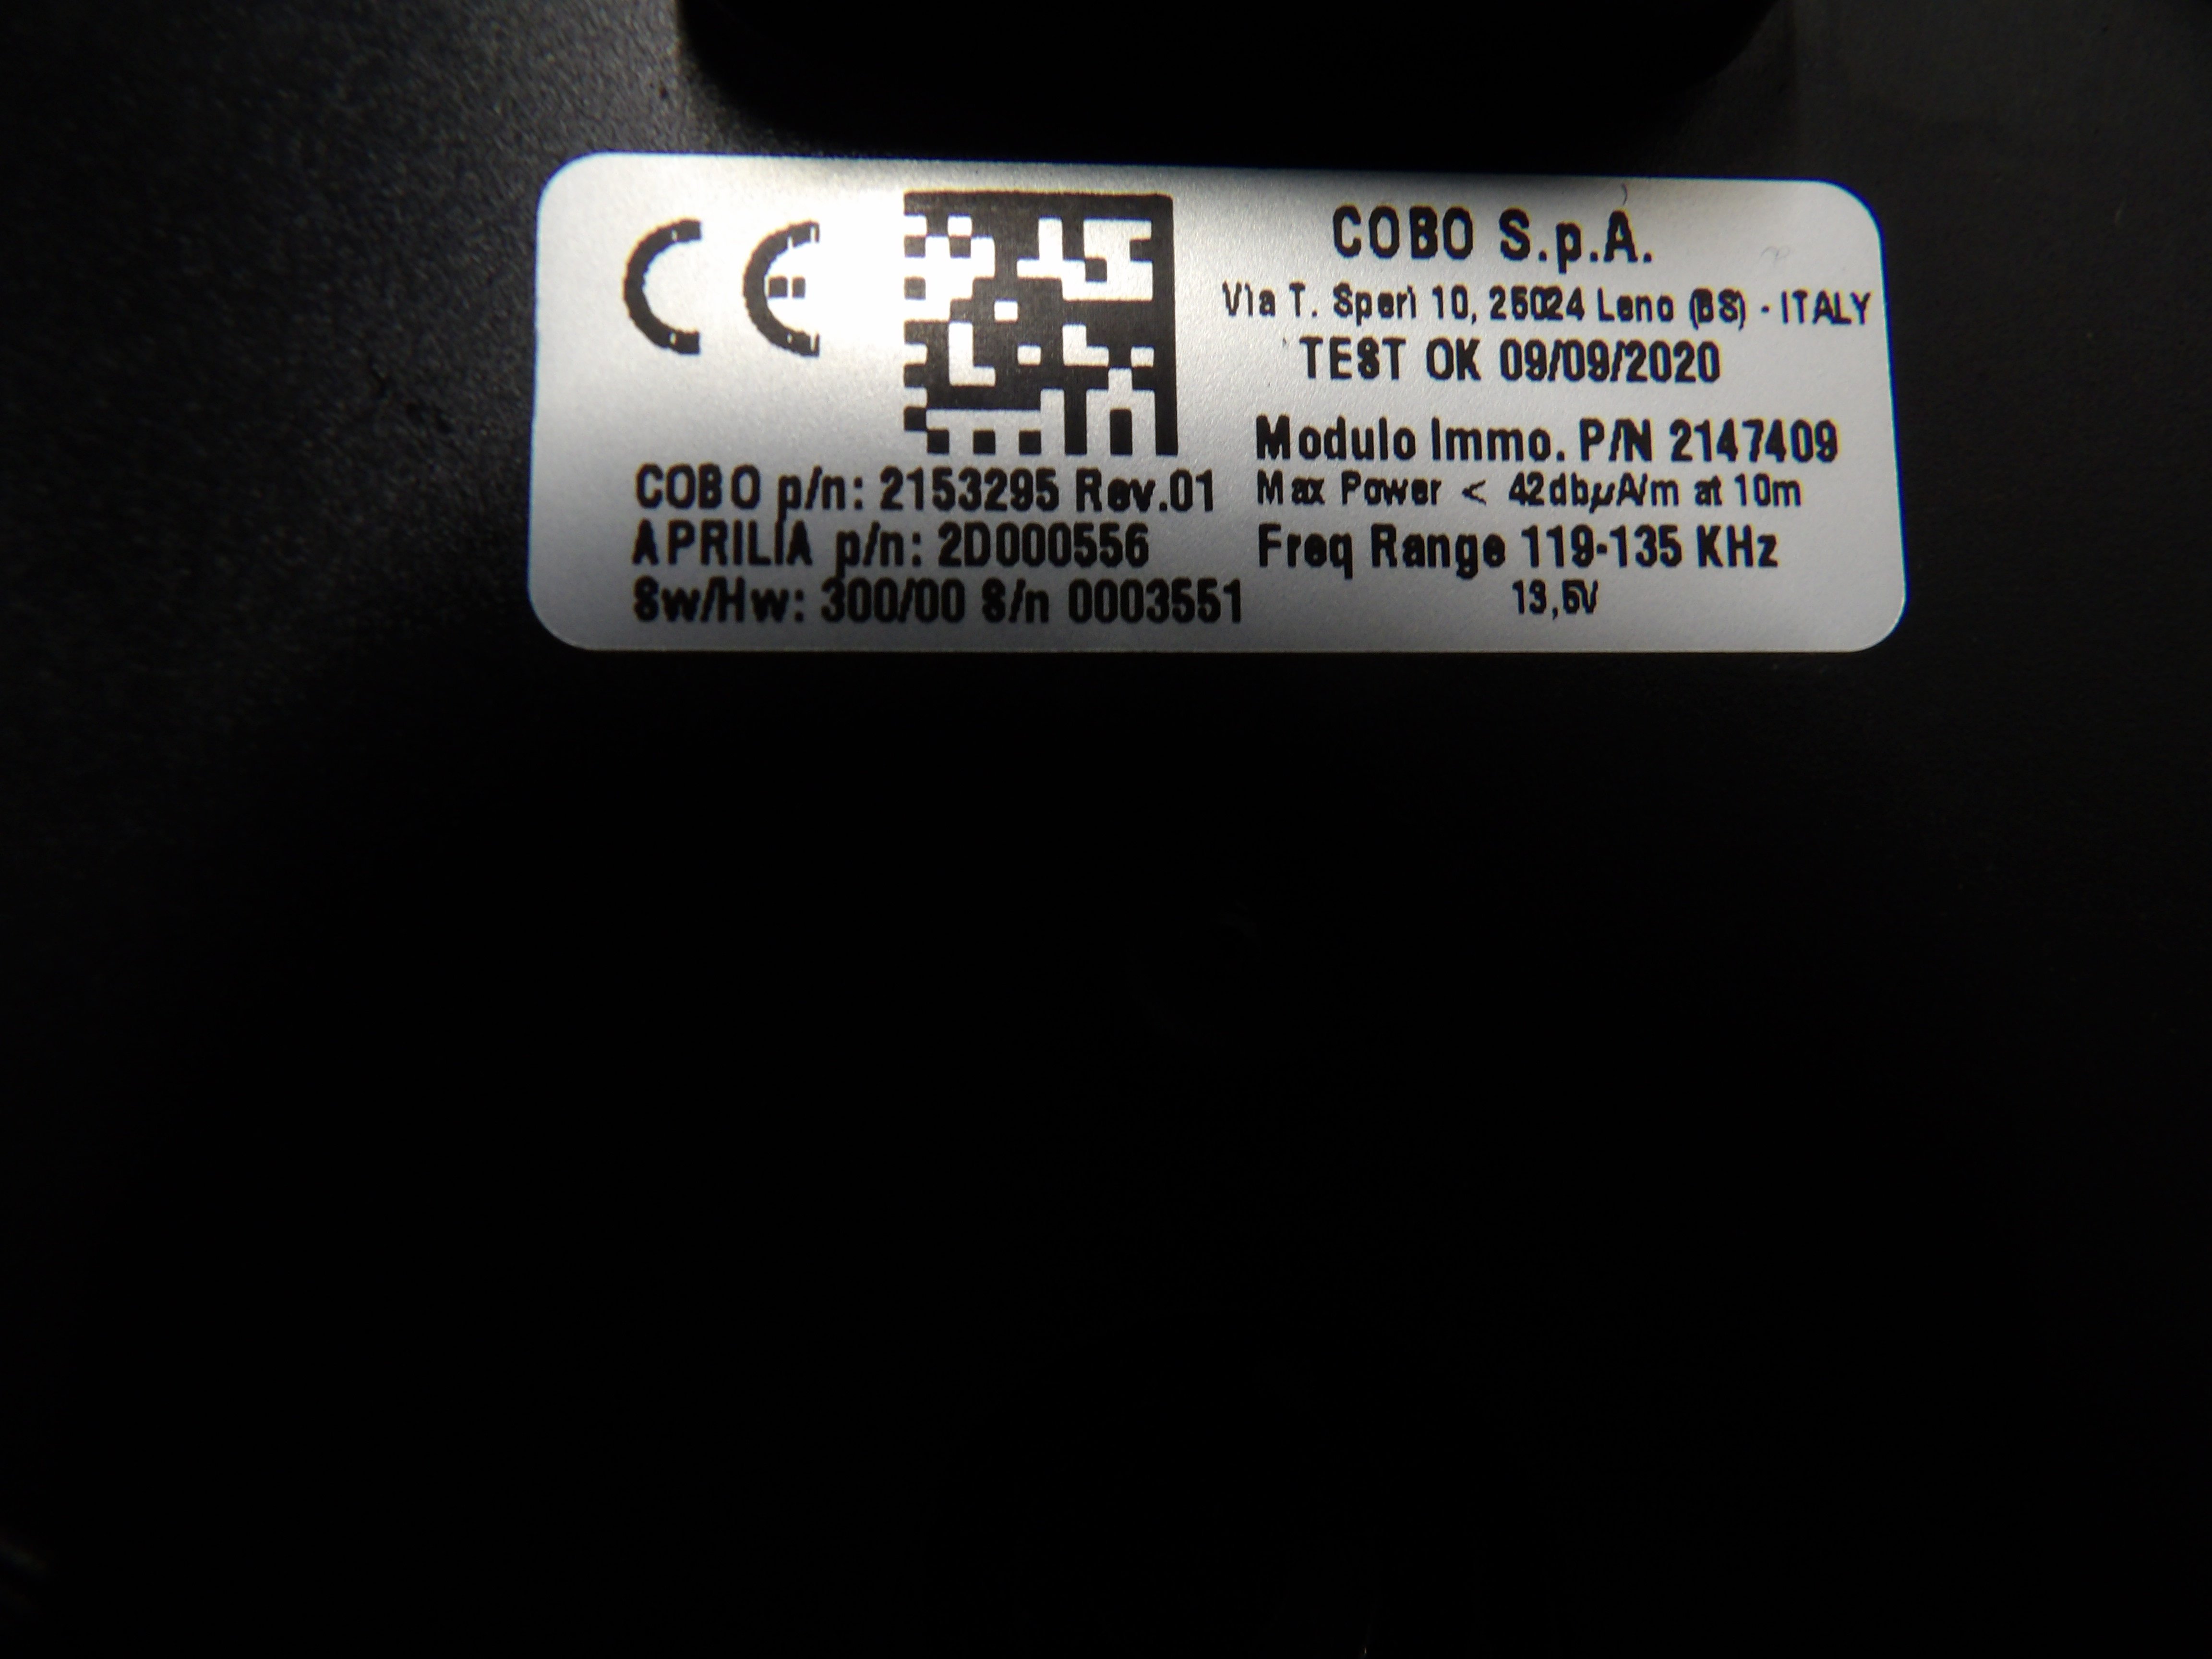 CE
COBO S.p.A.
Via T. Speri 10, 25024 Leno (BS) - ITALY
TEST OK 09/09/2020
Modulo Immo. P/N 2147409
Max Power < 42dbµA/m at 10m
Freq Range 119-135 KHz
13,5V
COBO p/n: 2153295 Rev.01
APRILIA p/n: 2D000556
Sw/Hw: 300/00 S/n 0003551